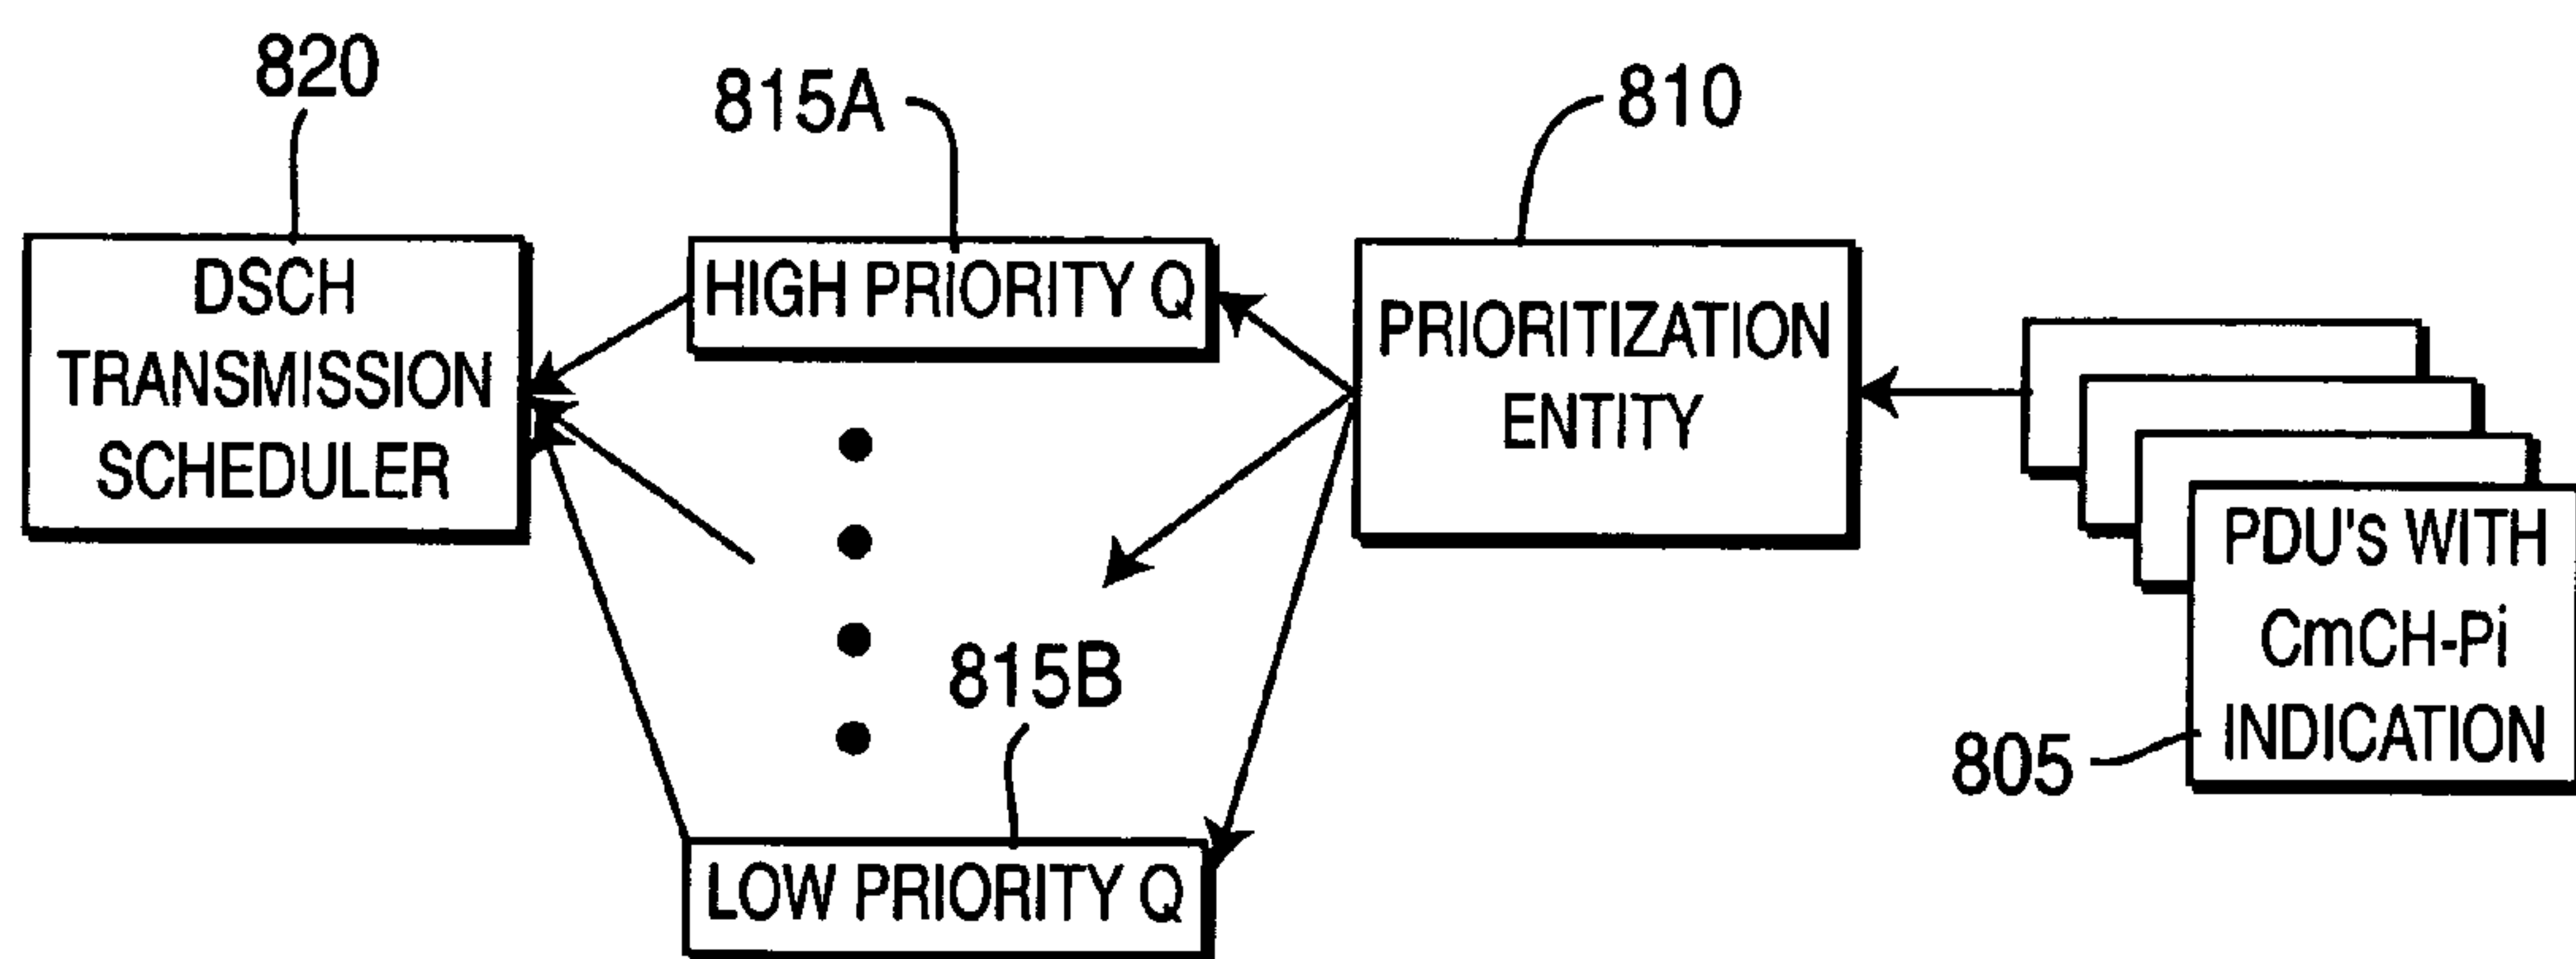 820
815A
810
DSCH
TRANSMISSION
SCHEDULER
HIGH PRIORITY Q
PRIORITIZATION
ENTITY
PDU's WITH
CmCH-Pi
INDICATION
805
815B
LOW PRIORITY Q